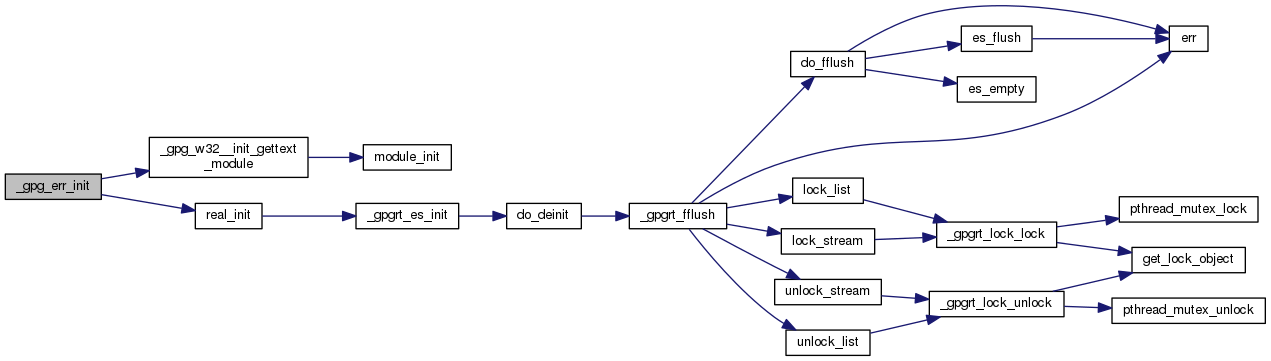 _gpg_err_init
_gpg_w32__init_gettext
_module
module_init
real_init
_gpgrt_es_init
do_deinit
_gpgrt_fflush
do_fflush
es_flush
err
es_empty
lock_list
lock_stream
_gpgrt_lock_lock
pthread_mutex_lock
get_lock_object
unlock_stream
_gpgrt_lock_unlock
pthread_mutex_unlock
unlock_list